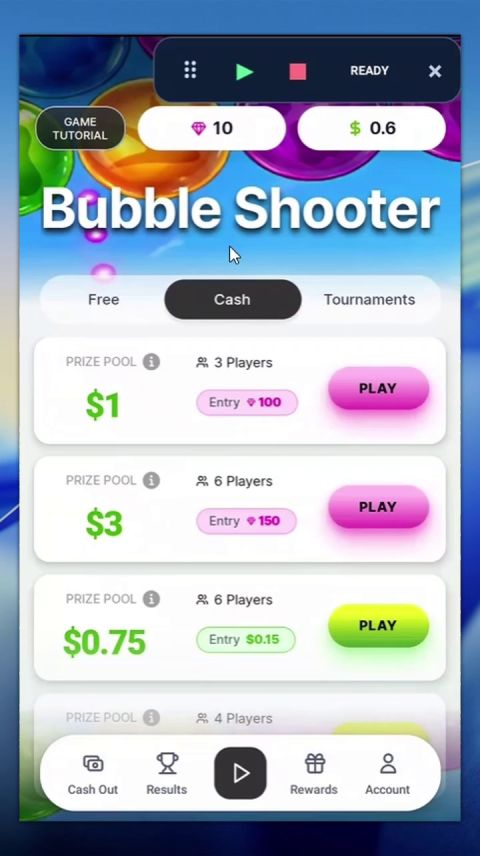 READY
GAME
TUTORIAL
10
$ 0.6
Bubble Shooter
Free
Cash
Tournaments
PRIZE POOL
3 Players
$1
Entry 100
PLAY
PRIZE POOL
6 Players
$3
Entry 150
PLAY
PRIZE POOL
6 Players
$0.75
Entry $0.15
PLAY
PRIZE POOL
4 Players
Cash Out
Results
Rewards
Account